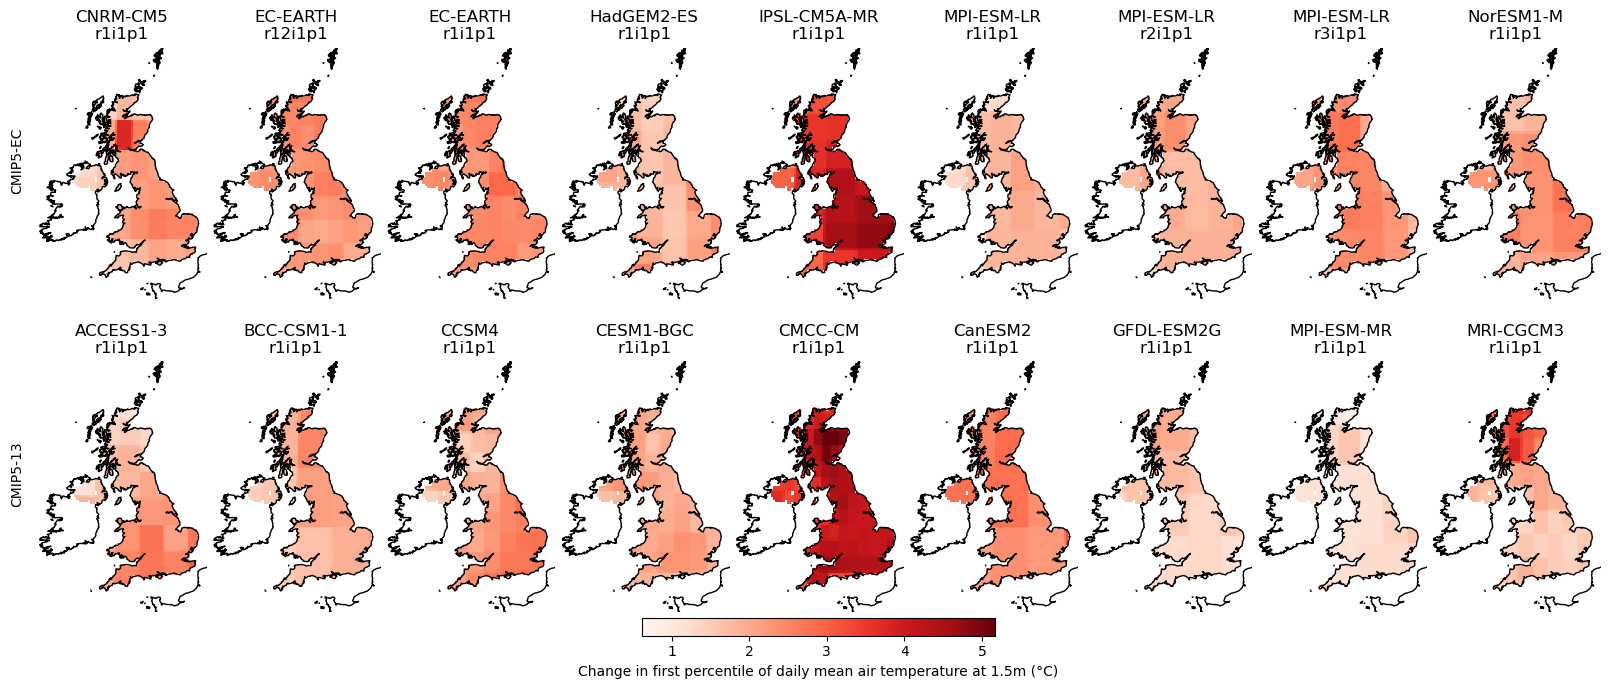 CNRM-CM5
r1i1p1
EC-EARTH
r12i1p1
EC-EARTH
r1i1p1
HadGEM2-ES
r1i1p1
IPSL-CM5A-MR
r1i1p1
MPI-ESM-LR
r1i1p1
MPI-ESM-LR
r2i1p1
MPI-ESM-LR
r3i1p1
NorESM1-M
r1i1p1
CMIP5-EC
ACCESS1-3
r1i1p1
BCC-CSM1-1
r1i1p1
CCSM4
r1i1p1
CESM1-BGC
r1i1p1
CMCC-CM
r1i1p1
CanESM2
r1i1p1
GFDL-ESM2G
r1i1p1
MPI-ESM-MR
r1i1p1
MRI-CGCM3
r1i1p1
CMIP5-13
1 2 3 4 5
Change in first percentile of daily mean air temperature at 1.5m (°C)